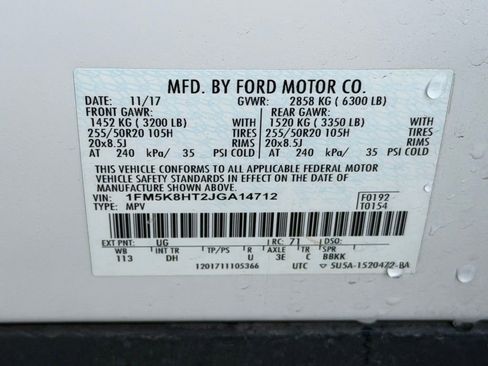 MFD. BY FORD MOTOR CO.
DATE: 11/17 GVWR: 2858 KG ( 6300 LB)
FRONT GAWR: REAR GAWR:
1452 KG ( 3200 LB) WITH 1520 KG ( 3350 LB) WITH
255/50R20 105H TIRES 255/50R20 105H TIRES
20x8.5J RIMS 20x8.5J RIMS
AT 240 kPa/ 35 PSI COLD AT 240 kPa/ 35 PSI COLD
THIS VEHICLE CONFORMS TO ALL APPLICABLE FEDERAL MOTOR
VEHICLE SAFETY STANDARDS IN EFFECT ON THE DATE OF
MANUFACTURE SHOWN ABOVE.
VIN: 1FM5K8HT2JGA14712 F0192
TYPE: MPV T0154
EXT PNT: UG RC: 71 DSO:
WB INT TR TP/PS R AXLE TR SPR
113 DH U 3E C BBKK
1201711105366 UTC 5U5A-1520472-BA